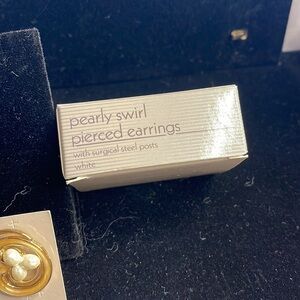 pearly swirl
pierced earrings
with surgical steel posts
white